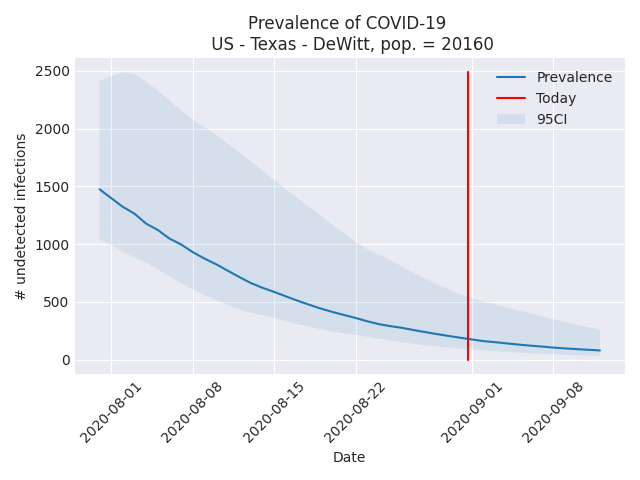 Prevalence of COVID-19
US - Texas - DeWitt, pop. = 20160
2500
2000
1500
1000
500
0
# undetected infections
Prevalence
Today
95CI
2020-08-01
2020-08-08
2020-08-15
2020-08-22
2020-09-01
2020-09-08
Date